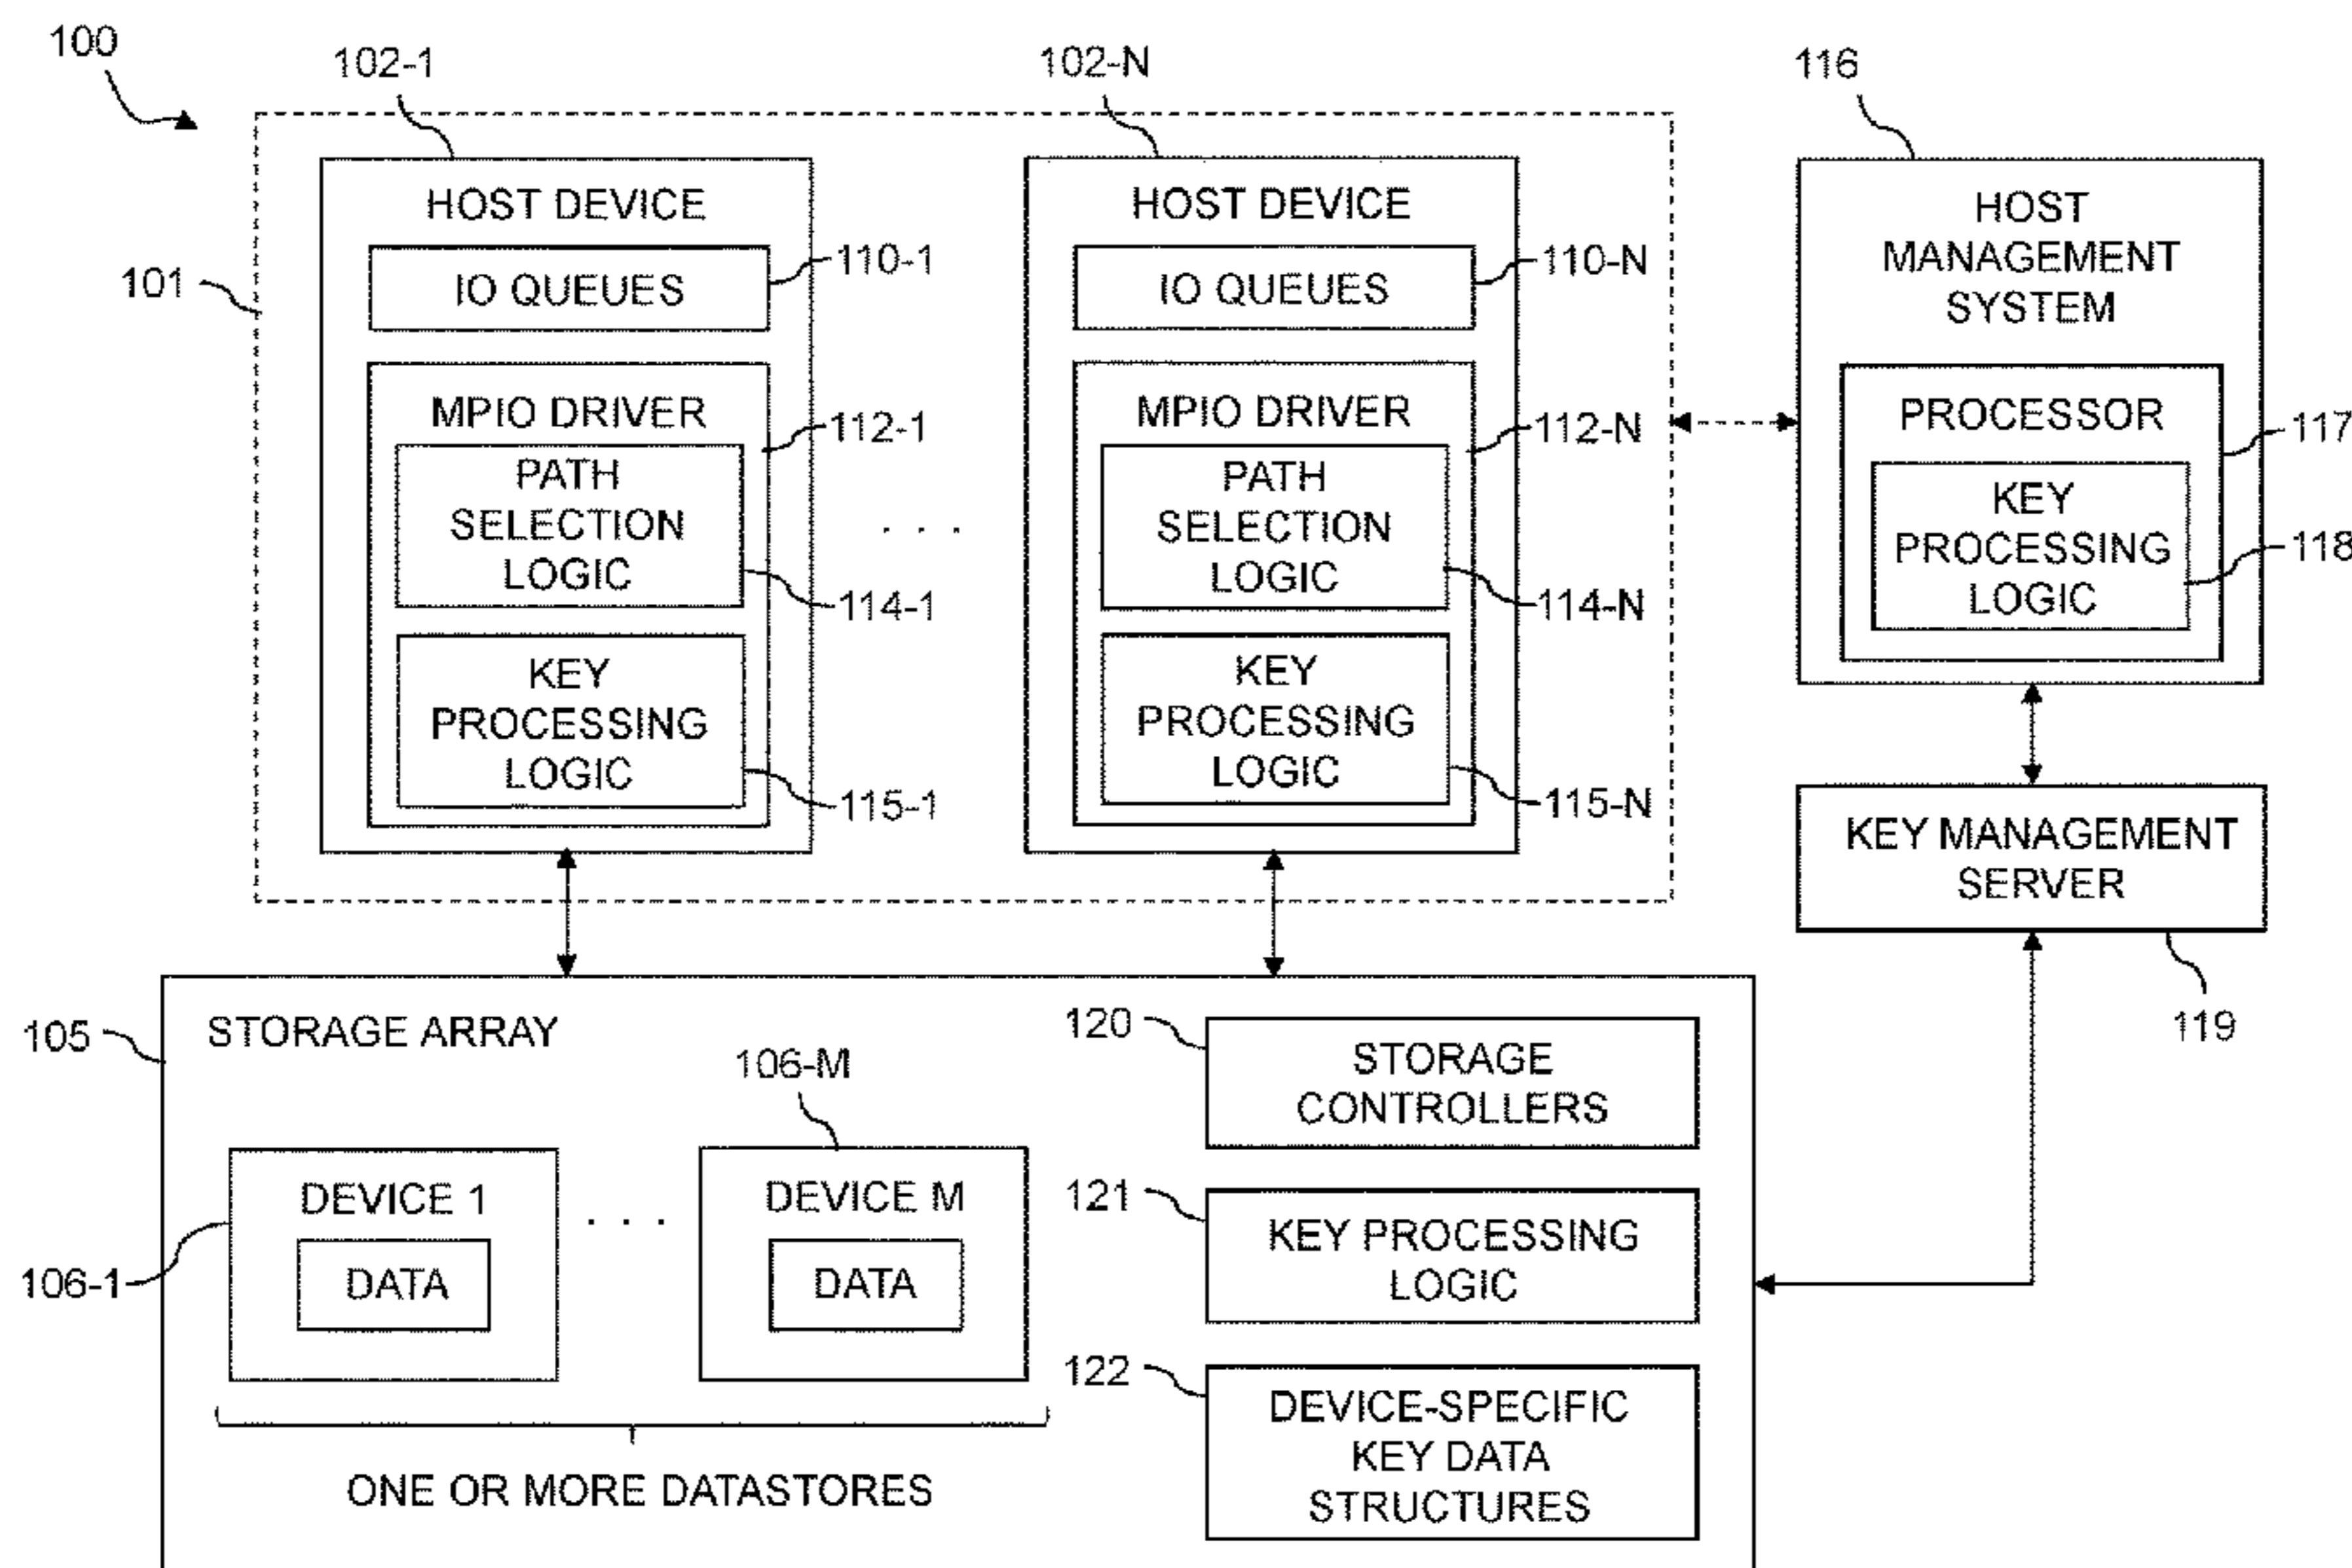 100
102-1
102-N
116
HOST DEVICE
HOST DEVICE
HOST
MANAGEMENT
SYSTEM
101
IO QUEUES
110-1
IO QUEUES
110-N
MPIO DRIVER
112-1
MPIO DRIVER
112-N
PROCESSOR
117
PATH
SELECTION
LOGIC
114-1
. . .
PATH
SELECTION
LOGIC
114-N
KEY
PROCESSING
LOGIC
118
KEY
PROCESSING
LOGIC
115-1
KEY
PROCESSING
LOGIC
115-N
KEY MANAGEMENT
SERVER
119
105
STORAGE ARRAY
106-M
120
STORAGE
CONTROLLERS
DEVICE 1
. . .
DEVICE M
106-1
DATA
DATA
121
KEY PROCESSING
LOGIC
122
DEVICE-SPECIFIC
KEY DATA
STRUCTURES
ONE OR MORE DATASTORES